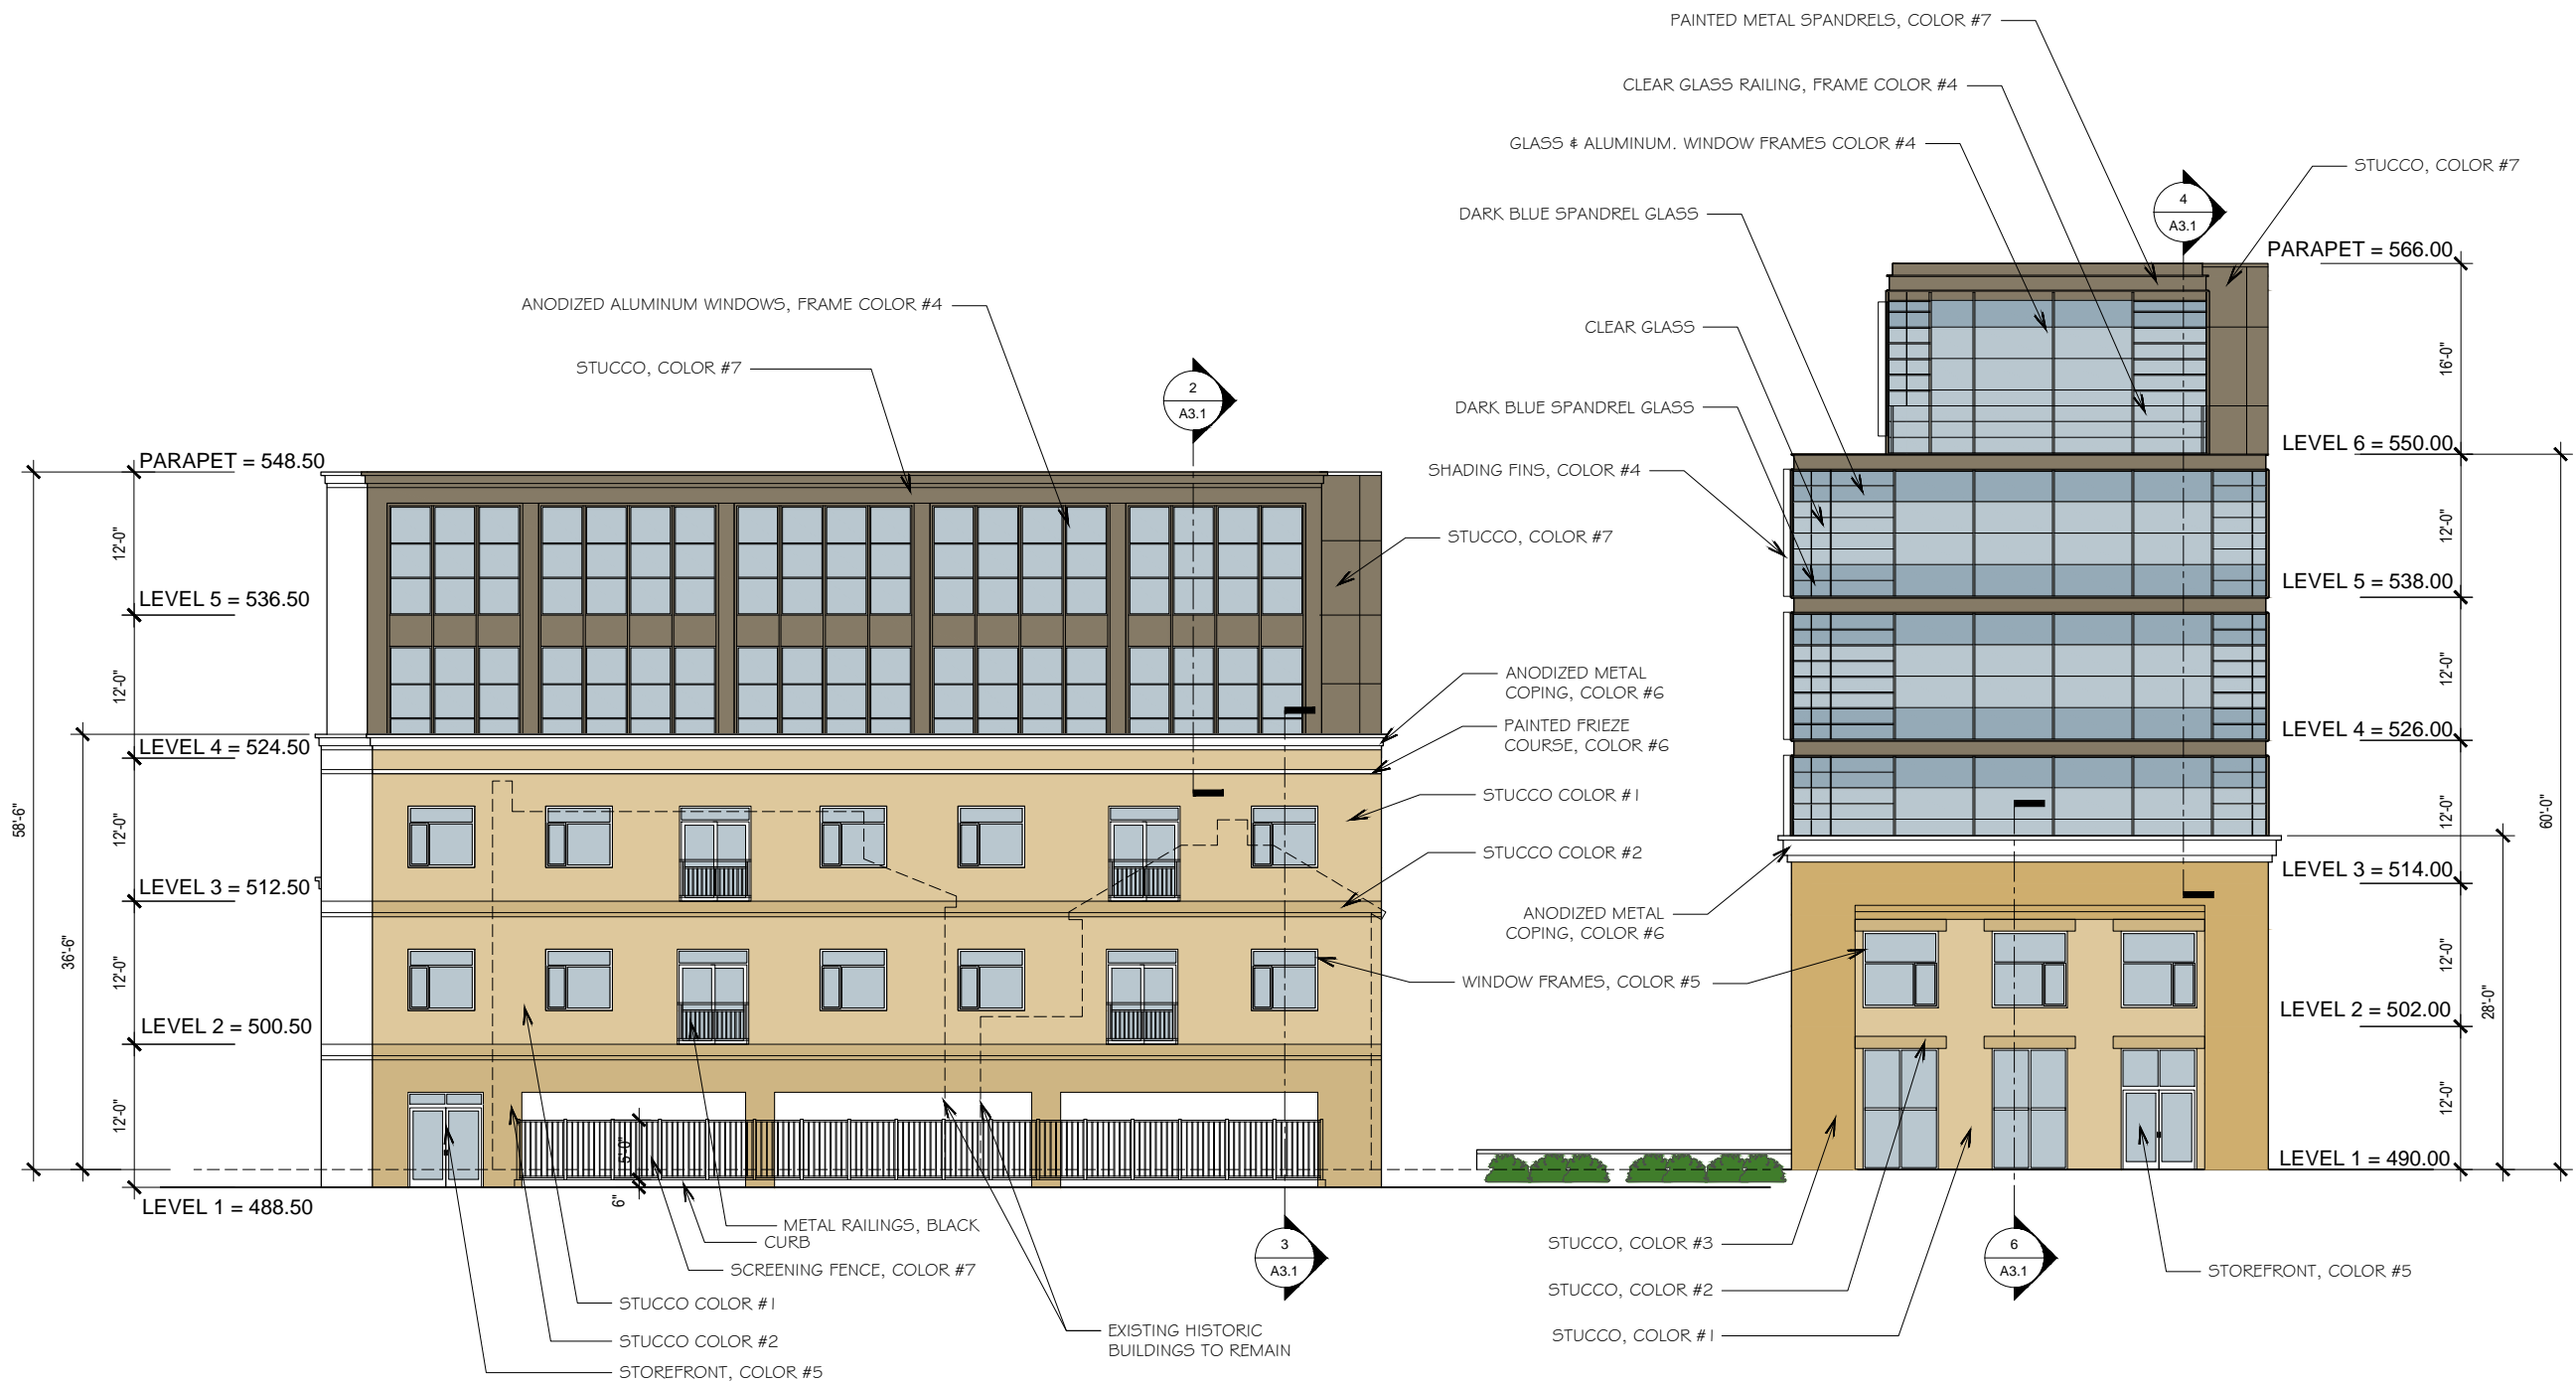 PAINTED METAL SPANDRELS, COLOR #7
CLEAR GLASS RAILING, FRAME COLOR #4
GLASS & ALUMINUM. WINDOW FRAMES COLOR #4
STUCCO, COLOR #7
DARK BLUE SPANDREL GLASS
4
A3.1
PARAPET = 566.00
ANODIZED ALUMINUM WINDOWS, FRAME COLOR #4
CLEAR GLASS
16'-0"
STUCCO, COLOR #7
2
A3.1
DARK BLUE SPANDREL GLASS
LEVEL 6 = 550.00
PARAPET = 548.50
SHADING FINS, COLOR #4
12'-0"
STUCCO, COLOR #7
12'-0"
LEVEL 5 = 536.50
LEVEL 5 = 538.00
12'-0"
ANODIZED METAL
COPING, COLOR #6
12'-0"
PAINTED FRIEZE
COURSE, COLOR #6
LEVEL 4 = 524.50
LEVEL 4 = 526.00
58'-6"
12'-0"
STUCCO COLOR #1
12'-0"
60'-0"
STUCCO COLOR #2
LEVEL 3 = 512.50
LEVEL 3 = 514.00
ANODIZED METAL
COPING, COLOR #6
36'-6"
12'-0"
12'-0"
WINDOW FRAMES, COLOR #5
28'-0"
LEVEL 2 = 500.50
LEVEL 2 = 502.00
12'-0"
5'-0"
12'-0"
LEVEL 1 = 490.00
6"
LEVEL 1 = 488.50
METAL RAILINGS, BLACK
CURB
3
A3.1
STUCCO, COLOR #3
6
A3.1
SCREENING FENCE, COLOR #7
STOREFRONT, COLOR #5
STUCCO COLOR #1
STUCCO, COLOR #2
STUCCO COLOR #2
EXISTING HISTORIC
BUILDINGS TO REMAIN
STUCCO, COLOR #1
STOREFRONT, COLOR #5